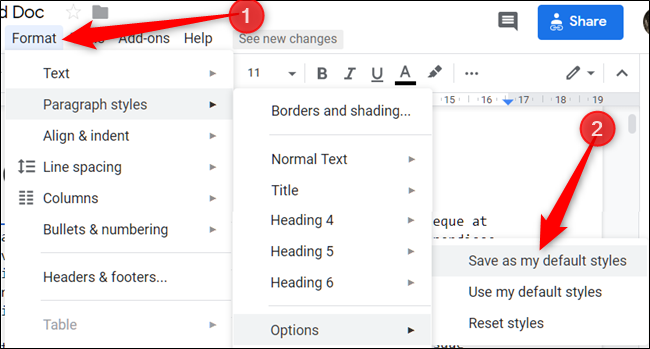 d Doc
Share
1
Format Add-ons Help See new changes
Text
11 B I U A
Paragraph styles
Borders and shading...
15 16 17 18 19
Align & indent
2
Line spacing
Normal Text
Columns
Title
Bullets & numbering
Heading 4
eque at
Heading 5
Save as my default styles
Headers & footers...
Heading 6
Use my default styles
Table
Options
Reset styles